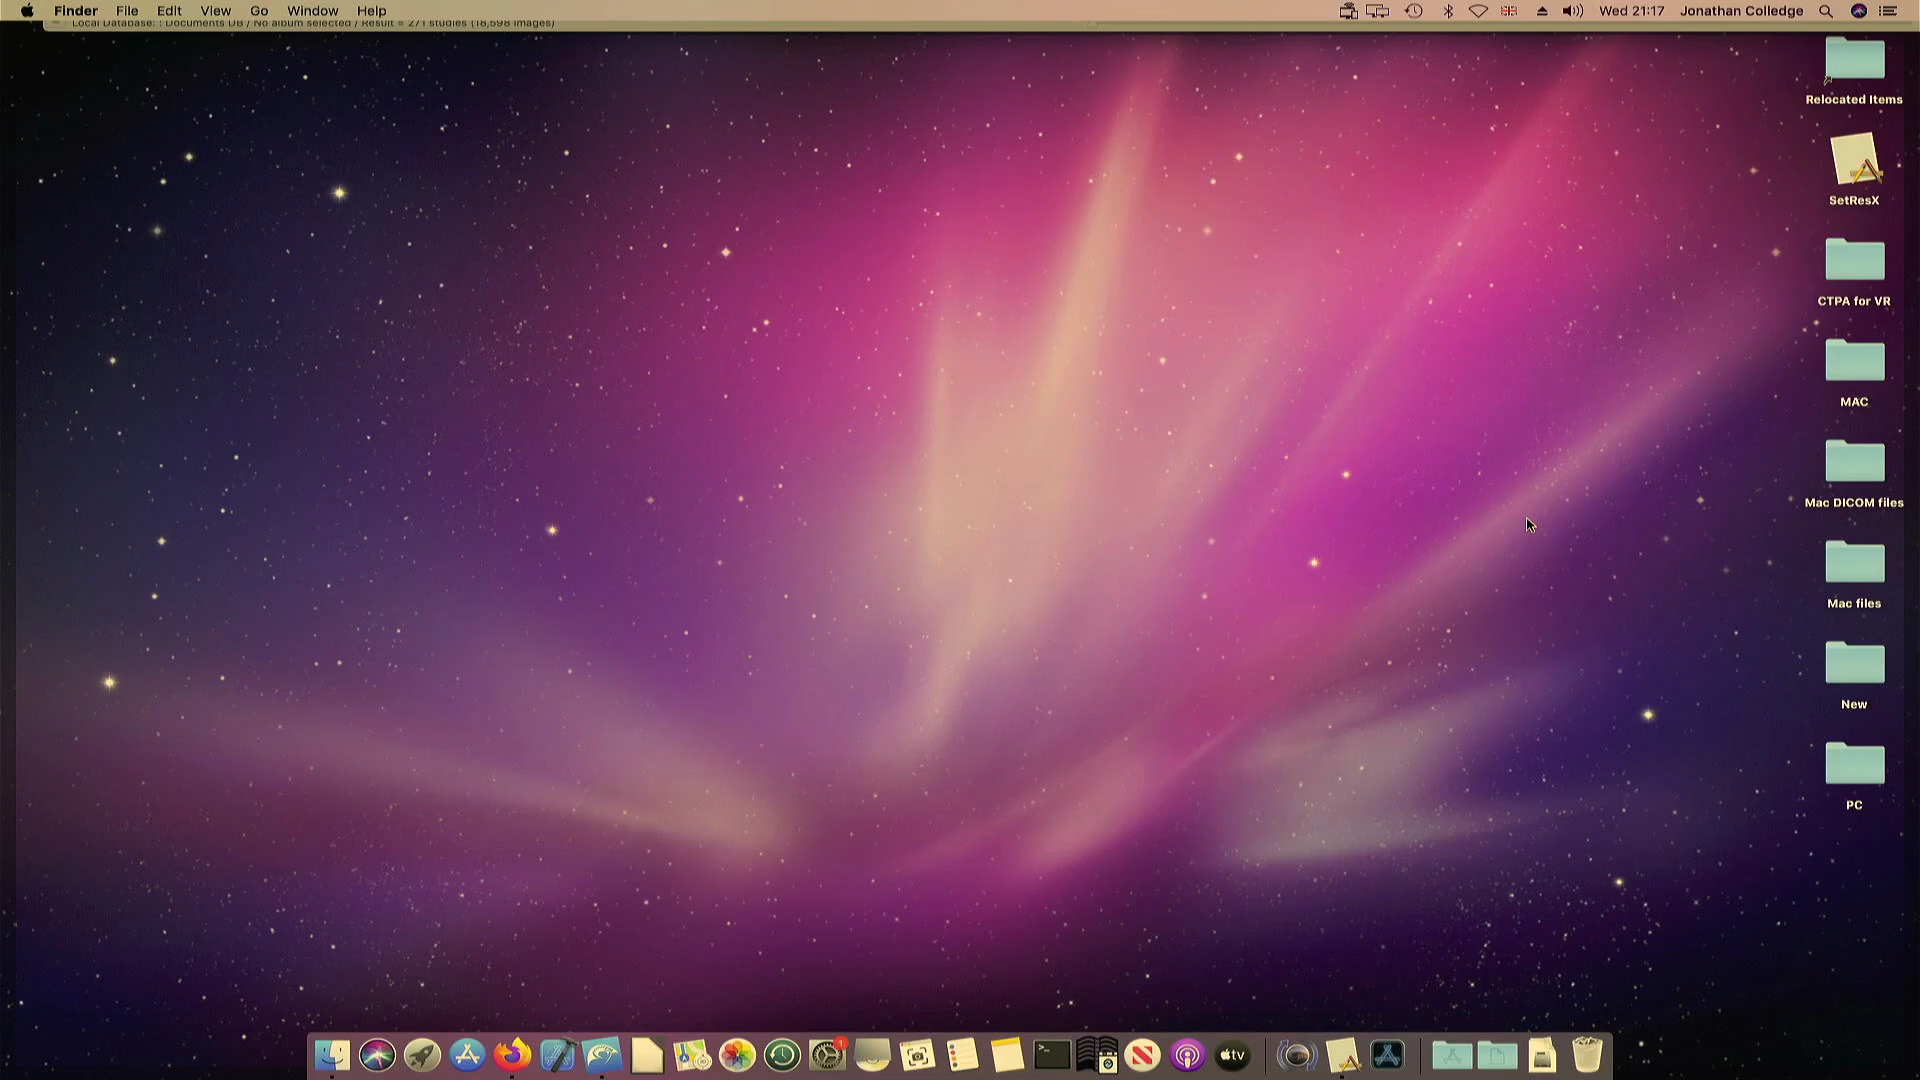 Finder File Edit View Go Window Help
Wed 21:17 Jonathan Colledge
Local Database: : Documents DB / No album selected / Result = 271 studies (18,598 images)
Relocated Items
SetResX
CTPA for VR
MAC
Mac DICOM files
Mac files
New
PC
1
tv